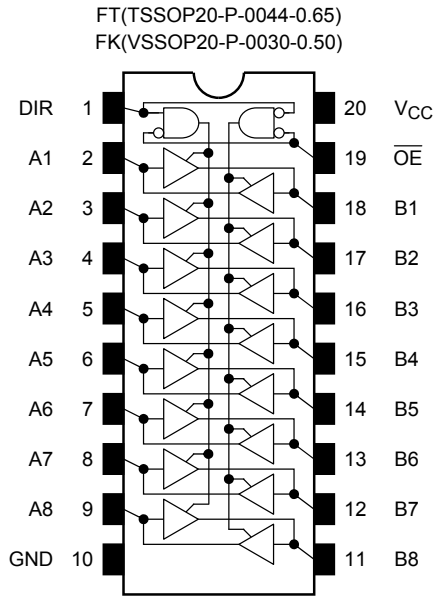 FT(TSSOP20-P-0044-0.65)
FK(VSSOP20-P-0030-0.50)
DIR 1 20 VCC
A1 2 19 O̅E̅
A2 3 18 B1
A3 4 17 B2
A4 5 16 B3
A5 6 15 B4
A6 7 14 B5
A7 8 13 B6
A8 9 12 B7
GND 10 11 B8